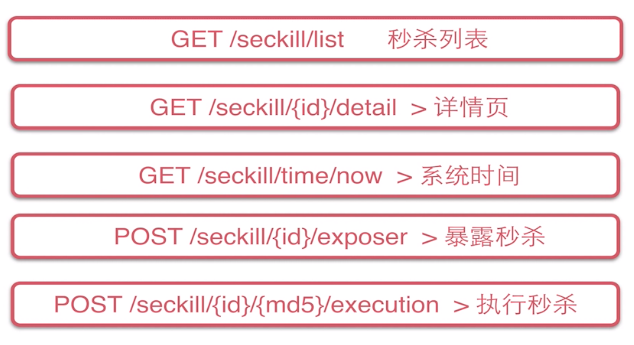 GET /seckill/list 秒杀列表
GET /seckill/{id}/detail > 详情页
GET /seckill/time/now > 系统时间
POST /seckill/{id}/exposer > 暴露秒杀
POST /seckill/{id}/{md5}/execution > 执行秒杀